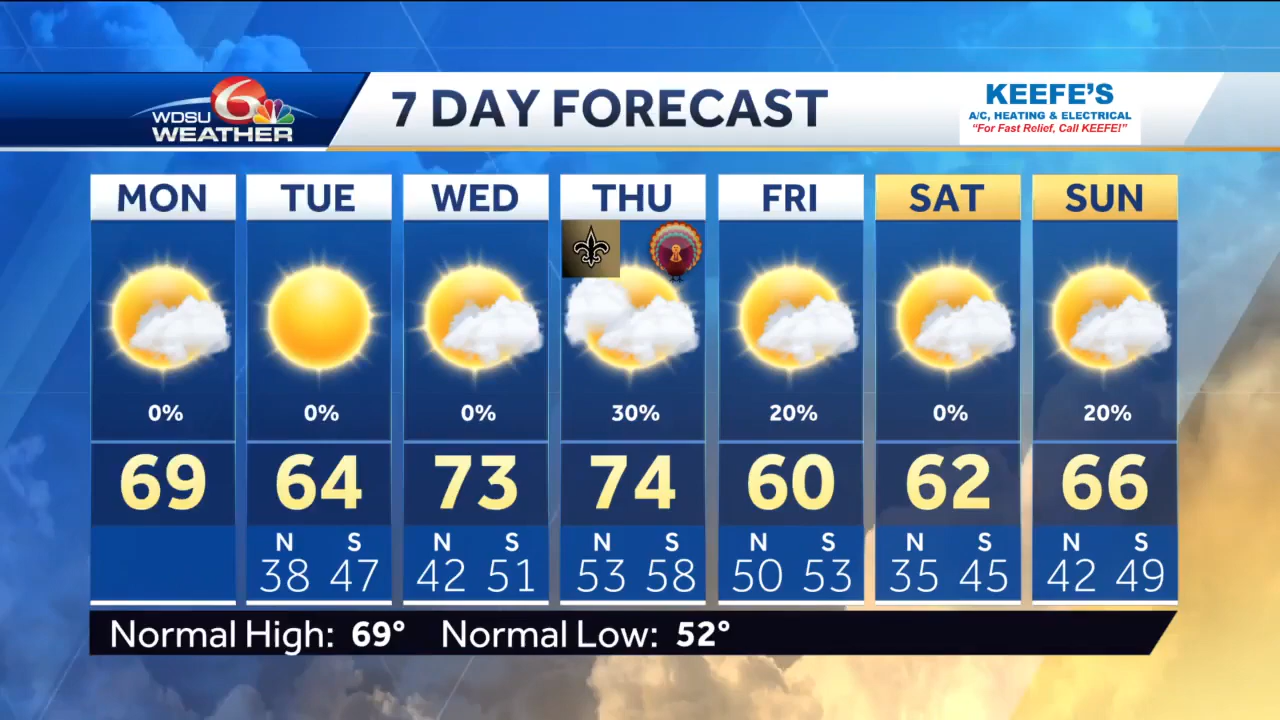 WDSU 6
WEATHER
7 DAY FORECAST
KEEFE'S
A/C, HEATING & ELECTRICAL
"For Fast Relief, Call KEEFE!"
MON TUE WED THU FRI SAT SUN
0% 0% 0% 30% 20% 0% 20%
69 64 73 74 60 62 66
N S N S N S N S N S N S
38 47 42 51 53 58 50 53 35 45 42 49
Normal High: 69° Normal Low: 52°